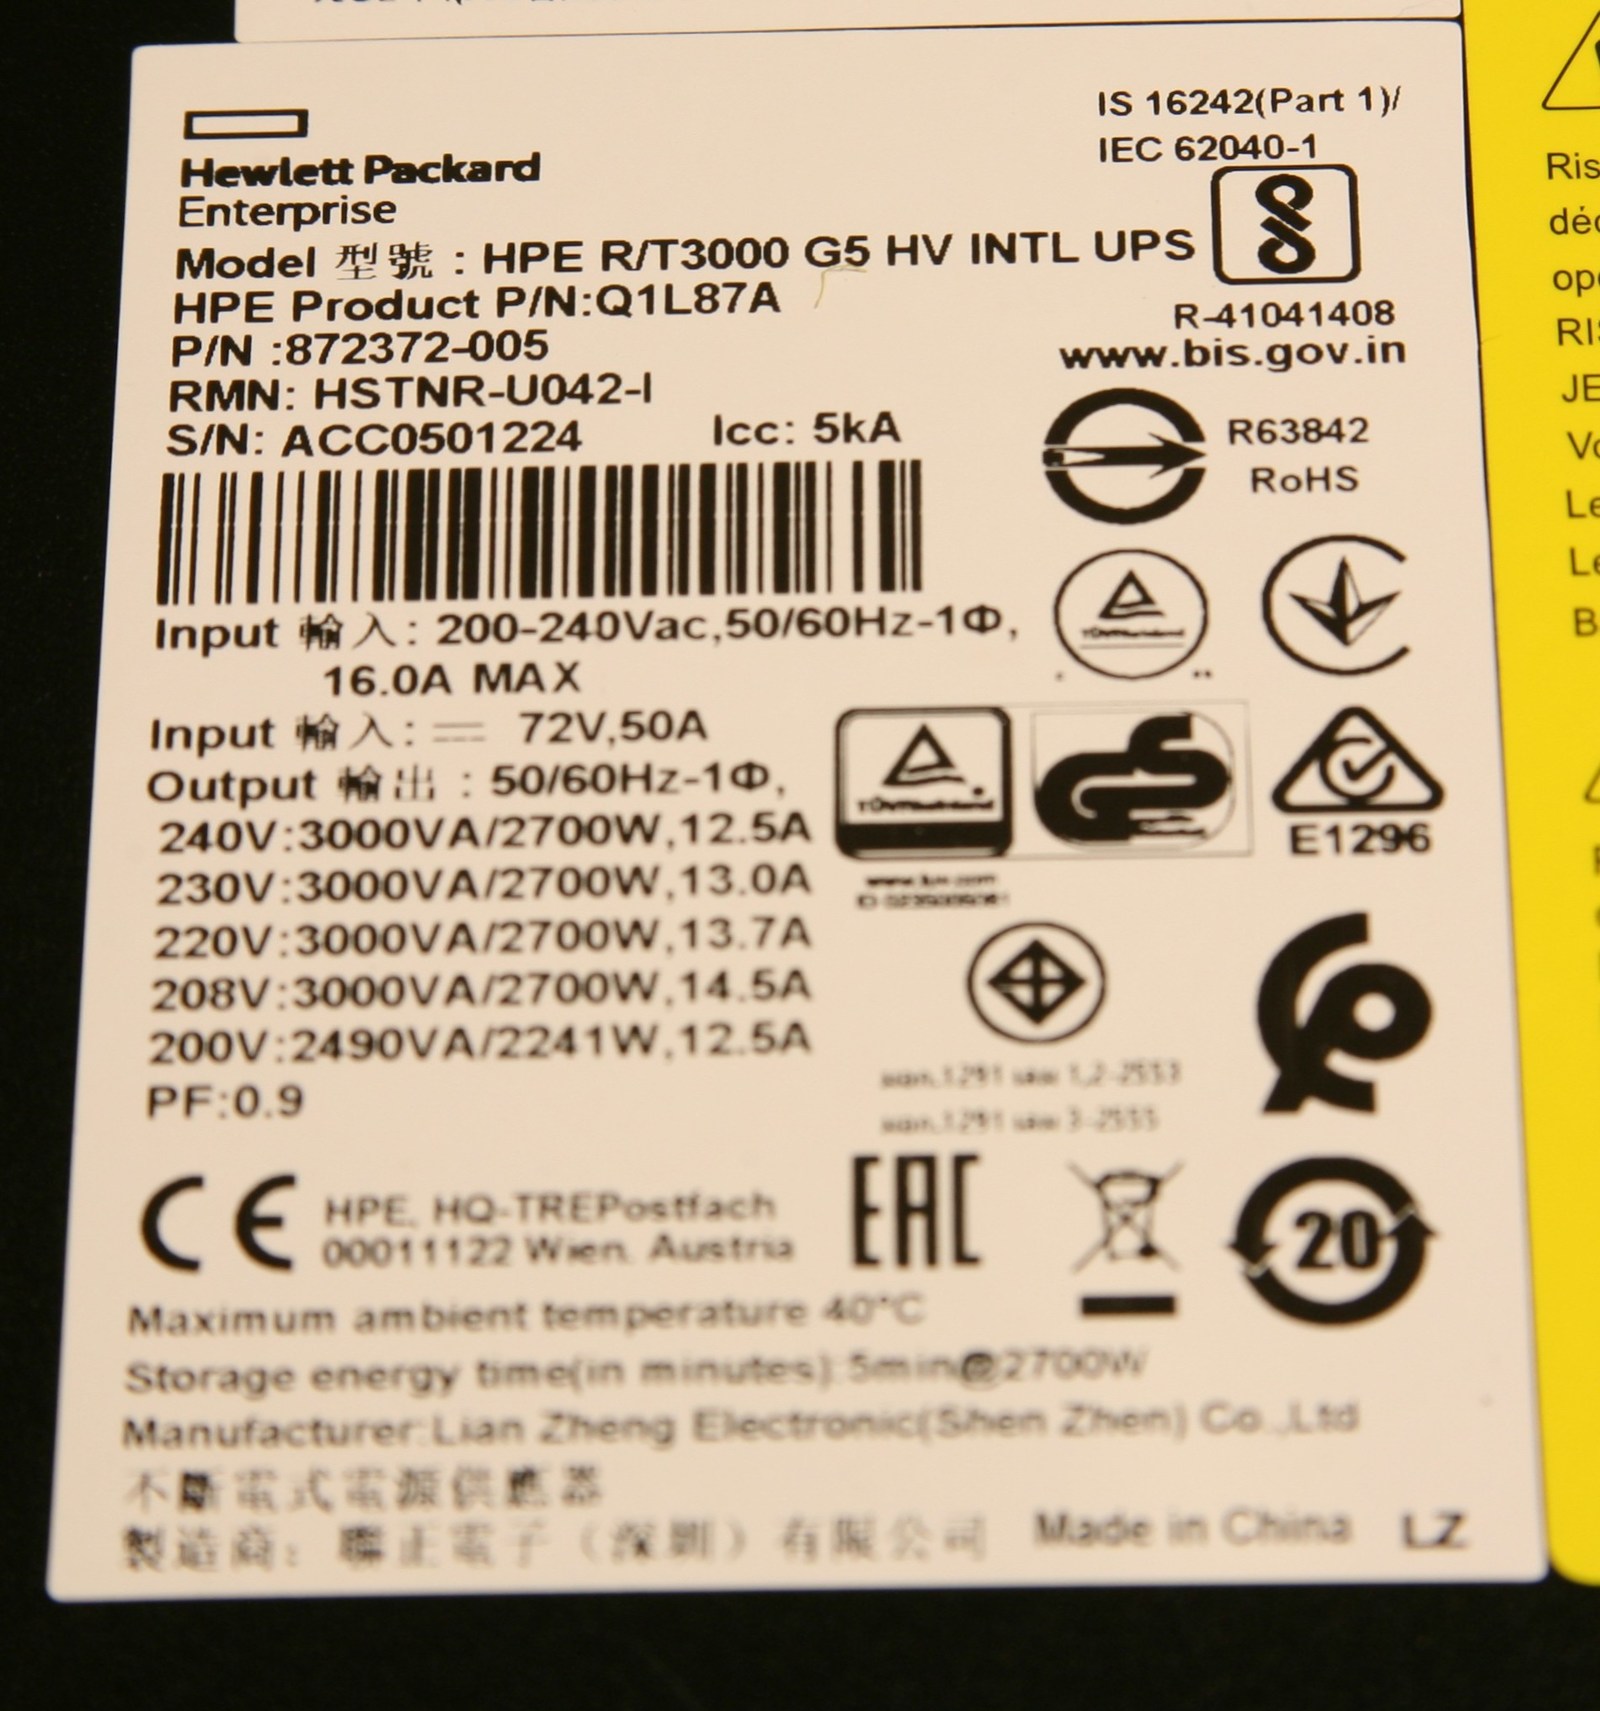 Hewlett Packard
Enterprise
IS 16242(Part 1)/
IEC 62040-1
Model 型號 : HPE R/T3000 G5 HV INTL UPS
HPE Product P/N:Q1L87A
R-41041408
P/N :872372-005
www.bis.gov.in
RMN: HSTNR-U042-I
S/N: ACC0501224 Icc: 5kA
R63842
RoHS
Input 輸入: 200-240Vac,50/60Hz-1Φ,
16.0A MAX
Input 輸入: ⎓ 72V,50A
Output 輸出 : 50/60Hz-1Φ,
240V:3000VA/2700W,12.5A
E1296
230V:3000VA/2700W,13.0A
220V:3000VA/2700W,13.7A
208V:3000VA/2700W,14.5A
200V:2490VA/2241W,12.5A
PF:0.9
CE
HPE, HQ-TREPostfach
00011122 Wien, Austria
EAC
20
Maximum ambient temperature 40°C
Storage energy time(in minutes):5min@2700W
Manufacturer:Lian Zheng Electronic(Shen Zhen) Co.,Ltd
不斷電式電源供應器
製造商: 聯正電子（深圳）有限公司 Made in China LZ